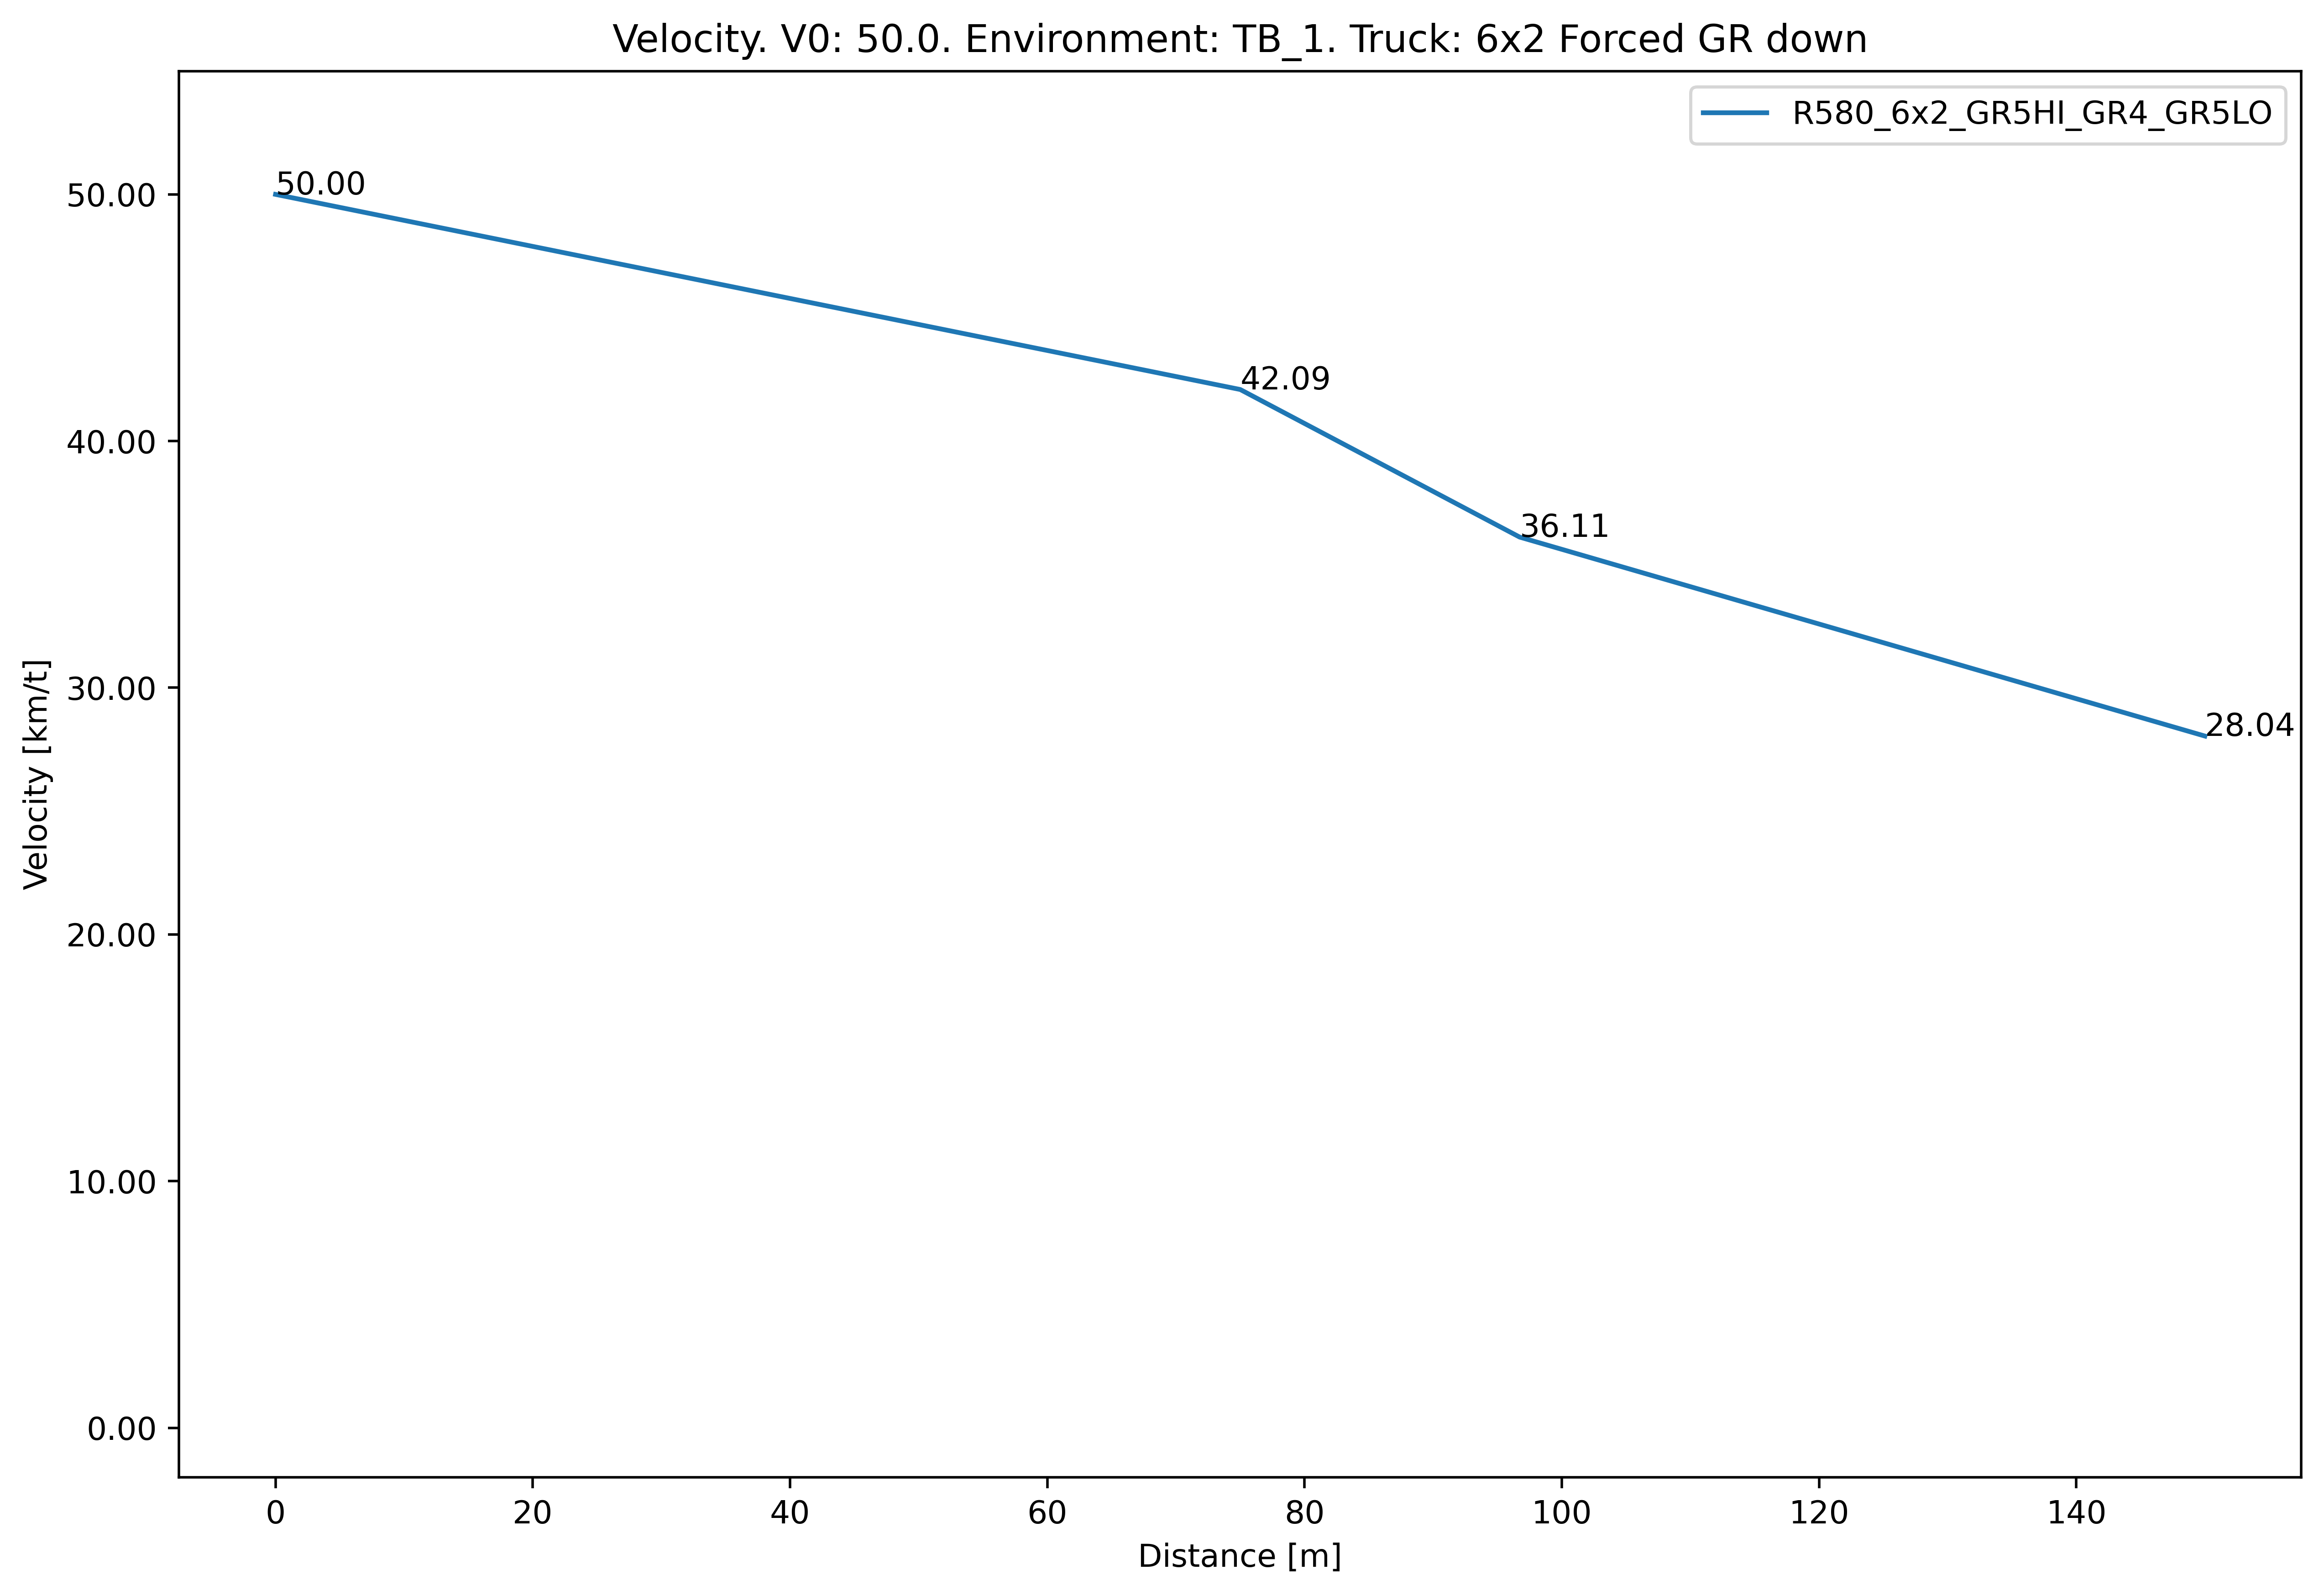 Velocity. V0: 50.0. Environment: TB_1. Truck: 6x2 Forced GR down
R580_6x2_GR5HI_GR4_GR5LO
50.00
42.09
36.11
28.04
50.00
40.00
30.00
20.00
10.00
0.00
Velocity [km/t]
0 20 40 60 80 100 120 140
Distance [m]